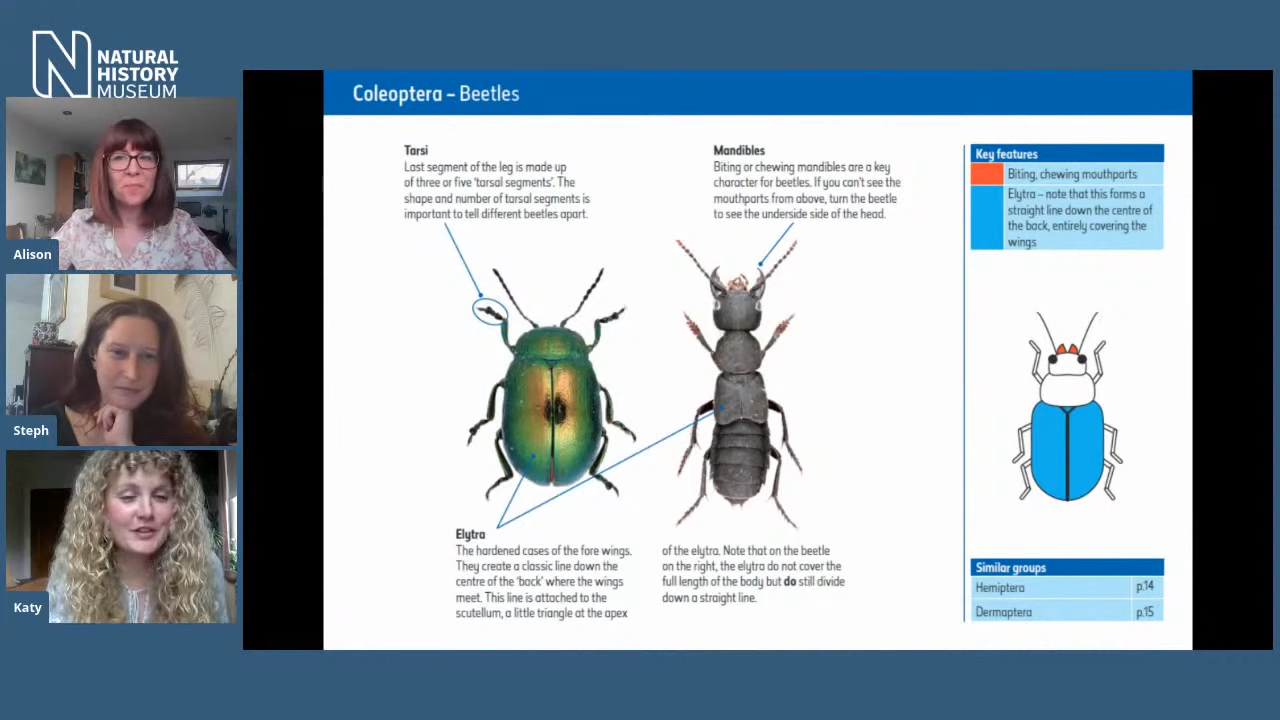 NATURAL
HISTORY
MUSEUM
Alison
Steph
Katy
Coleoptera – Beetles
Tarsi
Last segment of the leg is made up
of three or five ‘tarsal segments’. The
shape and number of tarsal segments is
important to tell different beetles apart.
Mandibles
Biting or chewing mandibles are a key
character for beetles. If you can’t see the
mouthparts from above, turn the beetle
to see the underside side of the head.
Elytra
The hardened cases of the fore wings.
They create a classic line down the
centre of the ‘back’ where the wings
meet. This line is attached to the
scutellum, a little triangle at the apex
of the elytra. Note that on the beetle
on the right, the elytra do not cover the
full length of the body but do still divide
down a straight line.
Key features
Biting, chewing mouthparts
Elytra – note that this forms a
straight line down the centre of
the back, entirely covering the
wings
Similar groups
Hemiptera p.14
Dermaptera p.15